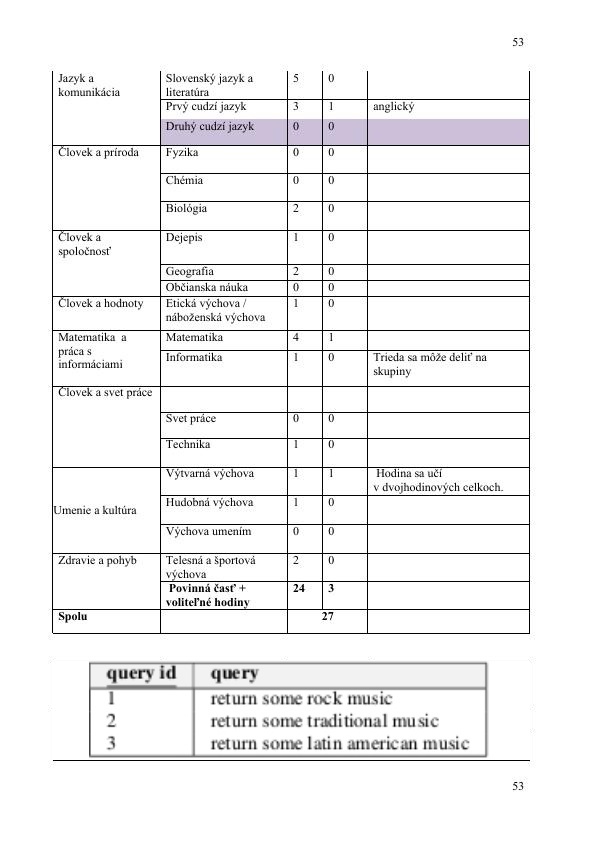 53
Jazyk a komunikácia Slovenský jazyk a literatúra 5 0
Prvý cudzí jazyk 3 1 anglický
Druhý cudzí jazyk 0 0
Človek a príroda Fyzika 0 0
Chémia 0 0
Biológia 2 0
Človek a spoločnosť Dejepis 1 0
Geografia 2 0
Občianska náuka 0 0
Človek a hodnoty Etická výchova / náboženská výchova 1 0
Matematika a práca s informáciami Matematika 4 1
Informatika 1 0 Trieda sa môže deliť na skupiny
Človek a svet práce
Svet práce 0 0
Technika 1 0
Umenie a kultúra Výtvarná výchova 1 1 Hodina sa učí v dvojhodinových celkoch.
Hudobná výchova 1 0
Výchova umením 0 0
Zdravie a pohyb Telesná a športová výchova 2 0
Povinná časť + voliteľné hodiny 24 3
Spolu 27
query id query
1 return some rock music
2 return some traditional music
3 return some latin american music
53